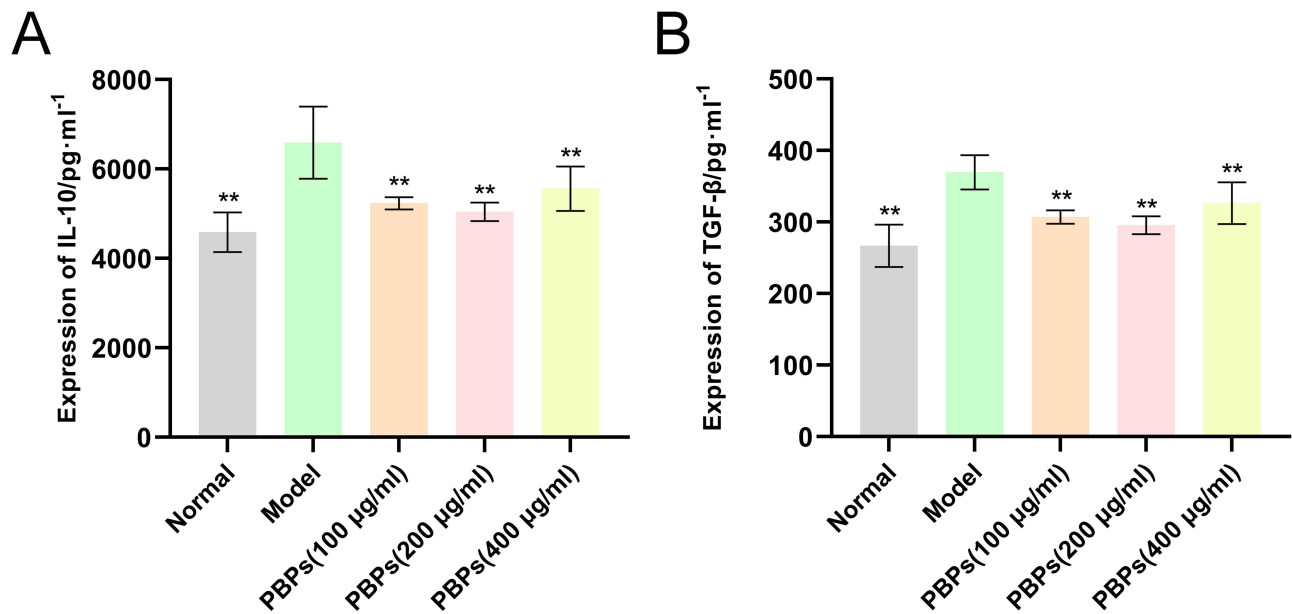 A
Expression of IL-10/pg·ml-1
8000
6000
4000
2000
0
**
**
**
**
Normal
Model
PBPs(100 μg/ml)
PBPs(200 μg/ml)
PBPs(400 μg/ml)
B
Expression of TGF-β/pg·ml-1
500
400
300
200
100
0
**
**
**
**
Normal
Model
PBPs(100 μg/ml)
PBPs(200 μg/ml)
PBPs(400 μg/ml)